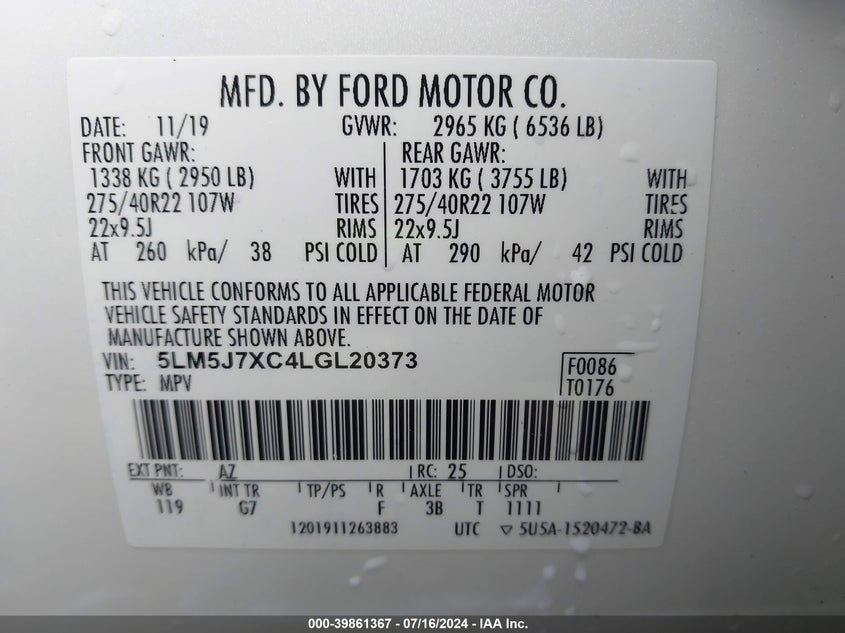 MFD. BY FORD MOTOR CO.
DATE: 11/19 GVWR: 2965 KG ( 6536 LB)
FRONT GAWR: REAR GAWR:
1338 KG ( 2950 LB) WITH 1703 KG ( 3755 LB) WITH
275/40R22 107W TIRES 275/40R22 107W TIRES
22x9.5J RIMS 22x9.5J RIMS
AT 260 kPa/ 38 PSI COLD AT 290 kPa/ 42 PSI COLD
THIS VEHICLE CONFORMS TO ALL APPLICABLE FEDERAL MOTOR
VEHICLE SAFETY STANDARDS IN EFFECT ON THE DATE OF
MANUFACTURE SHOWN ABOVE.
VIN: 5LM5J7XC4LGL20373 F0086
TYPE: MPV T0176
EXT PNT: AZ RC: 25 DSO:
WB INT TR TP/PS R AXLE TR SPR
119 G7 F 3B T 1111
1201911263883 UTC ▽ 5U5A-1520472-BA
000-39861367 - 07/16/2024 - IAA Inc.